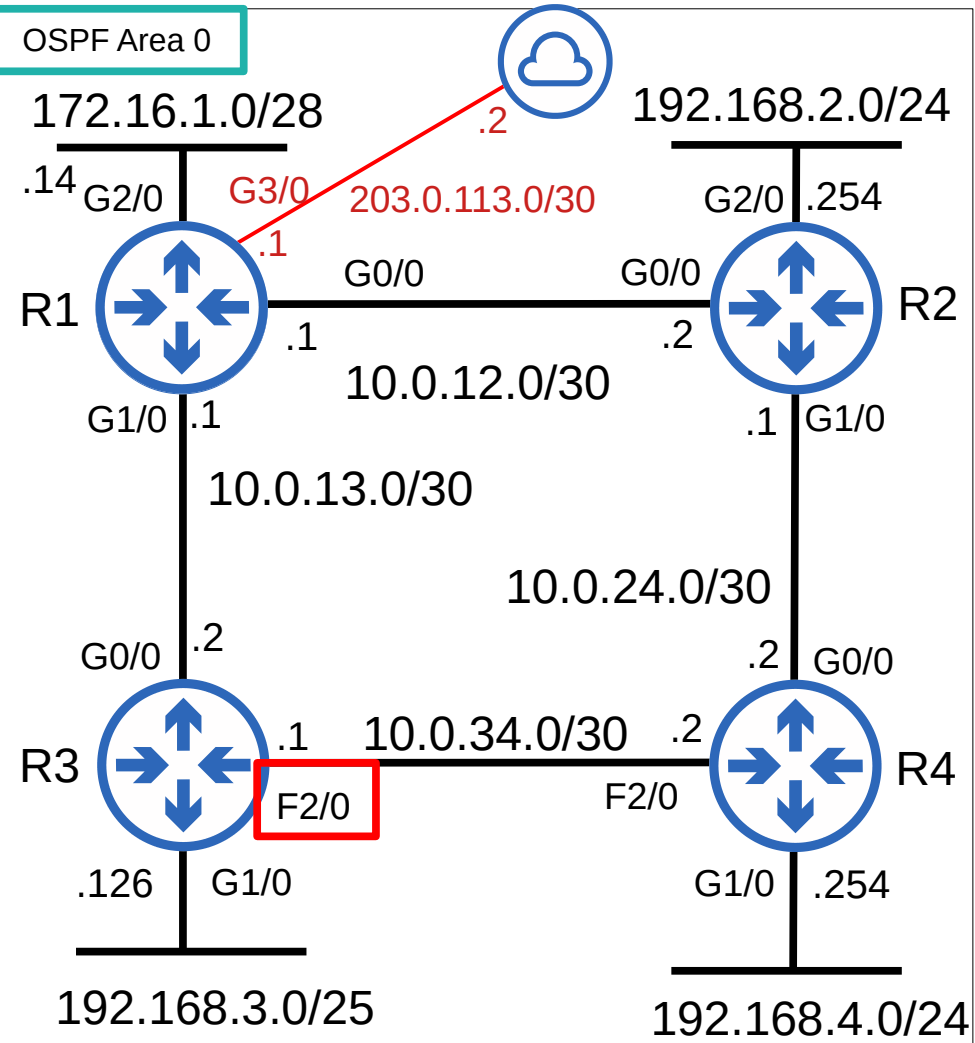 OSPF Area 0
172.16.1.0/28
192.168.2.0/24
.2
.14
G2/0
G3/0
203.0.113.0/30
G2/0
.254
.1
R1
G0/0
G0/0
R2
.1
.2
10.0.12.0/30
G1/0
.1
.1
G1/0
10.0.13.0/30
10.0.24.0/30
G0/0
.2
.2
G0/0
R3
.1
10.0.34.0/30
.2
R4
F2/0
F2/0
.126
G1/0
G1/0
.254
192.168.3.0/25
192.168.4.0/24